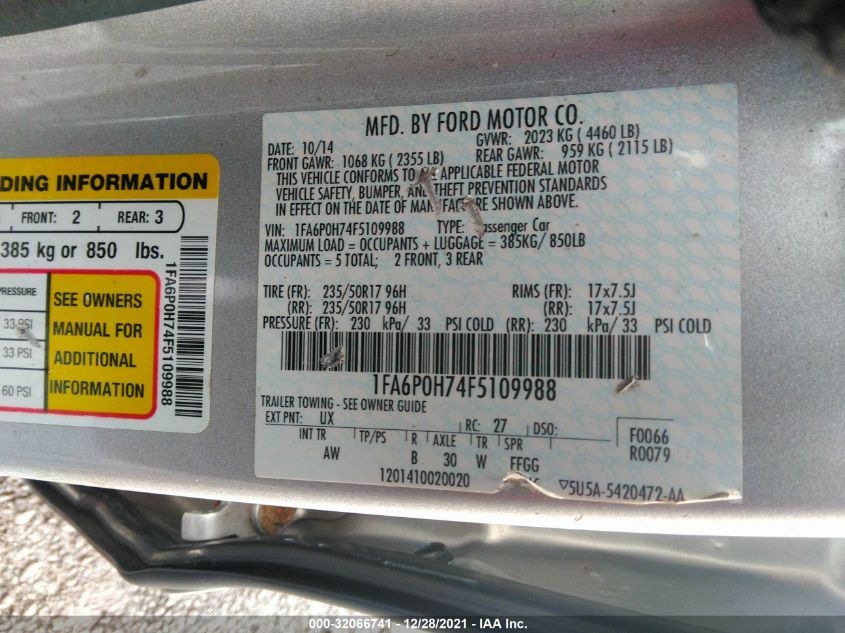 DING INFORMATION
FRONT: 2 REAR: 3
385 kg or 850 lbs.
PRESSURE
33 PSI
33 PSI
60 PSI
SEE OWNERS
MANUAL FOR
ADDITIONAL
INFORMATION
1FA6P0H74F5109988
MFD. BY FORD MOTOR CO.
DATE: 10/14 GVWR: 2023 KG ( 4460 LB)
FRONT GAWR: 1068 KG ( 2355 LB) REAR GAWR: 959 KG ( 2115 LB)
THIS VEHICLE CONFORMS TO ALL APPLICABLE FEDERAL MOTOR
VEHICLE SAFETY, BUMPER, AND THEFT PREVENTION STANDARDS
IN EFFECT ON THE DATE OF MANUFACTURE SHOWN ABOVE.
VIN: 1FA6P0H74F5109988 TYPE: Passenger Car
MAXIMUM LOAD = OCCUPANTS + LUGGAGE = 385KG/ 850LB
OCCUPANTS = 5 TOTAL; 2 FRONT, 3 REAR
TIRE (FR): 235/50R17 96H RIMS (FR): 17x7.5J
(RR): 235/50R17 96H (RR): 17x7.5J
PRESSURE (FR): 230 kPa/ 33 PSI COLD (RR): 230 kPa/ 33 PSI COLD
1FA6P0H74F5109988
TRAILER TOWING - SEE OWNER GUIDE
EXT PNT: UX RC: 27 DSO:
INT TR TP/PS R AXLE TR SPR
AW B 30 W FFGG
F0066
R0079
1201410020020
5U5A-5420472-AA
000-32066741 - 12/28/2021 - IAA Inc.